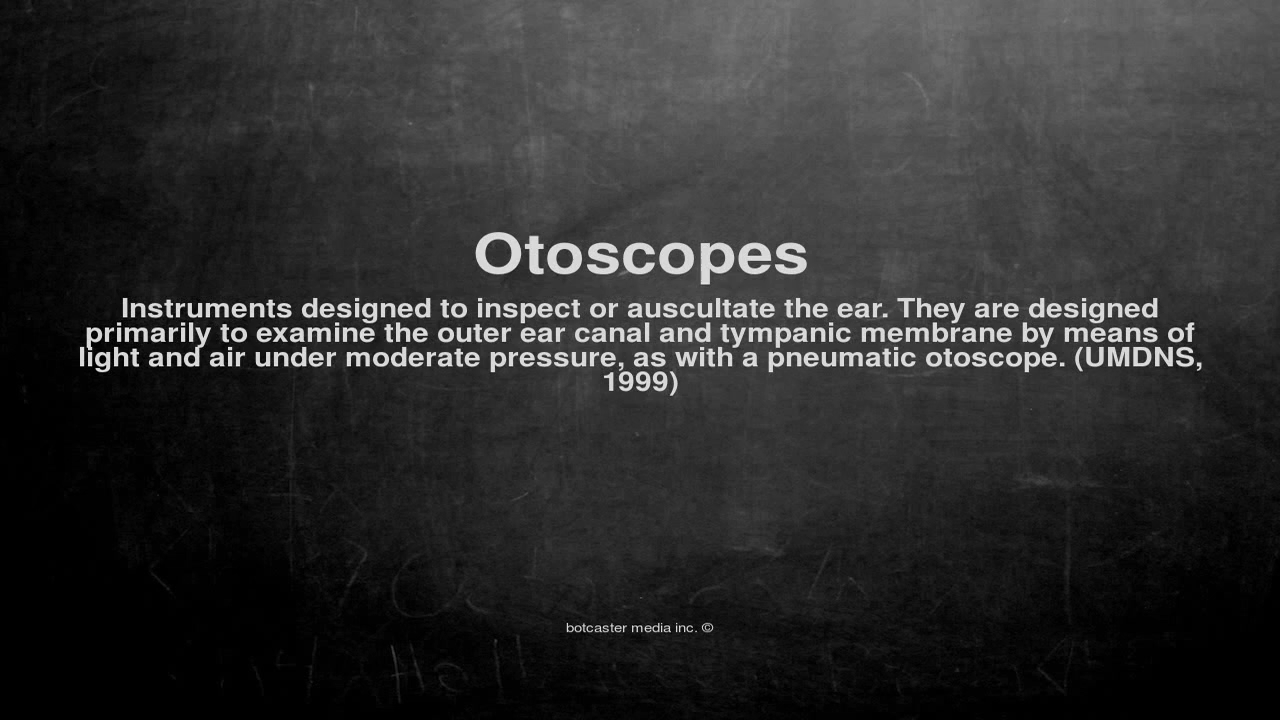 Otoscopes
Instruments designed to inspect or auscultate the ear. They are designed
primarily to examine the outer ear canal and tympanic membrane by means of
light and air under moderate pressure, as with a pneumatic otoscope. (UMDNS,
1999)
botcaster media inc. ©